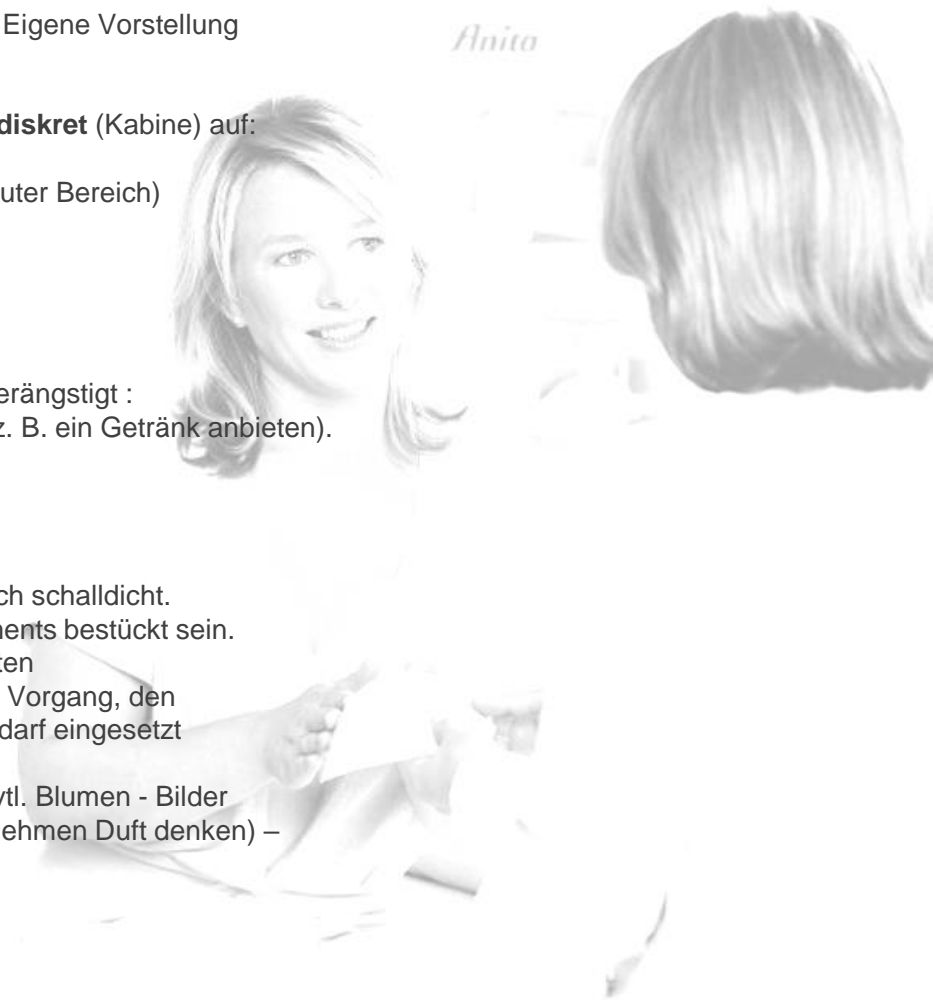 Eigene Vorstellung
Anita
diskret (Kabine) auf:
uter Bereich)
erängstigt :
z. B. ein Getränk anbieten).
ch schalldicht.
nents bestückt sein.
ten
Vorgang, den
darf eingesetzt
vtl. Blumen - Bilder
nehmen Duft denken) –